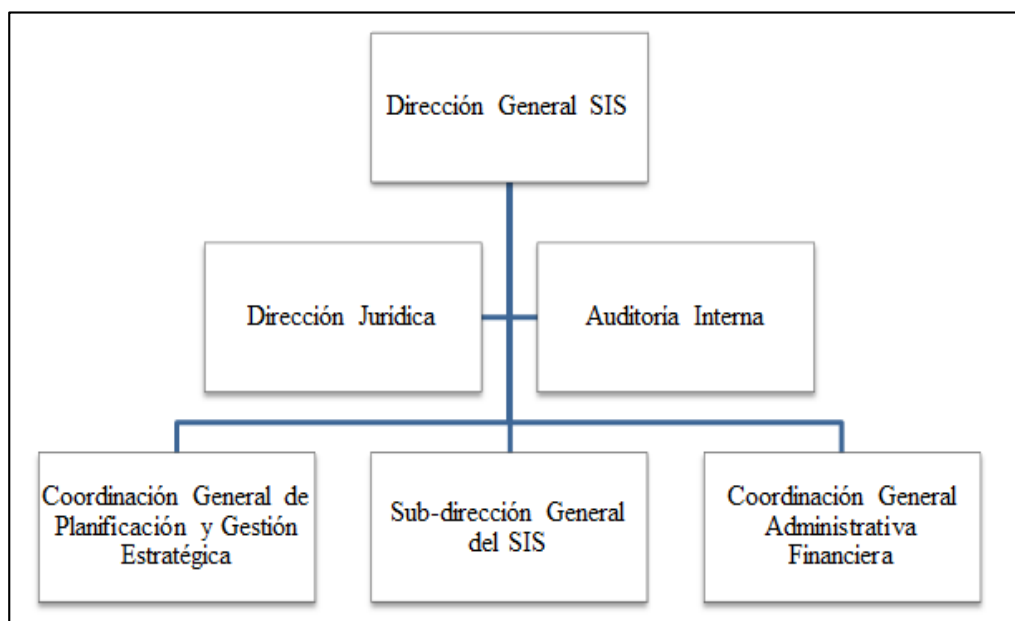 Dirección General SIS
Dirección Jurídica
Auditoria Interna
Coordinación General de
Planificación y Gestión
Estratégica
Sub-dirección General
del SIS
Coordinación General
Administrativa
Financiera